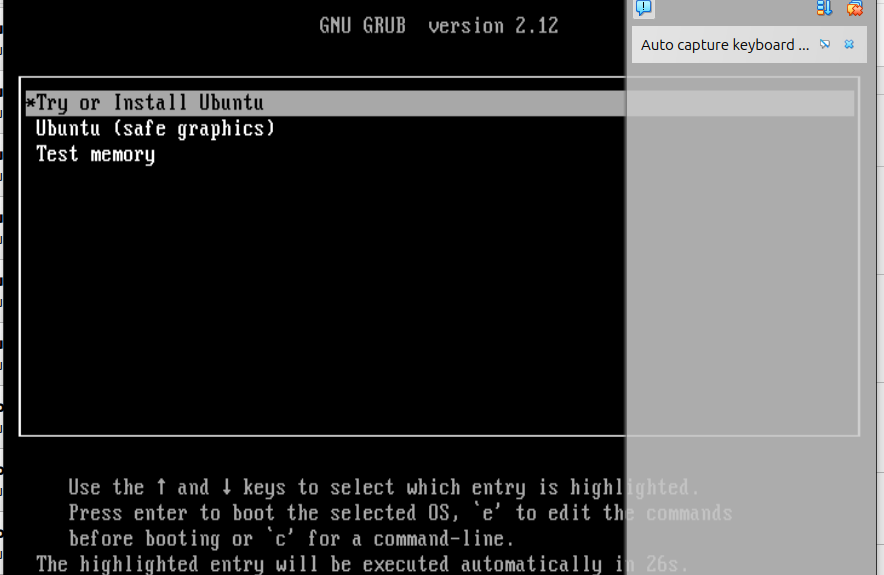 GNU GRUB version 2.12
Auto capture keyboard ...
*Try or Install Ubuntu
Ubuntu (safe graphics)
Test memory
Use the ↑ and ↓ keys to select which entry is highlighted.
Press enter to boot the selected OS, `e' to edit the commands
before booting or `c' for a command-line.
The highlighted entry will be executed automatically in 26s.